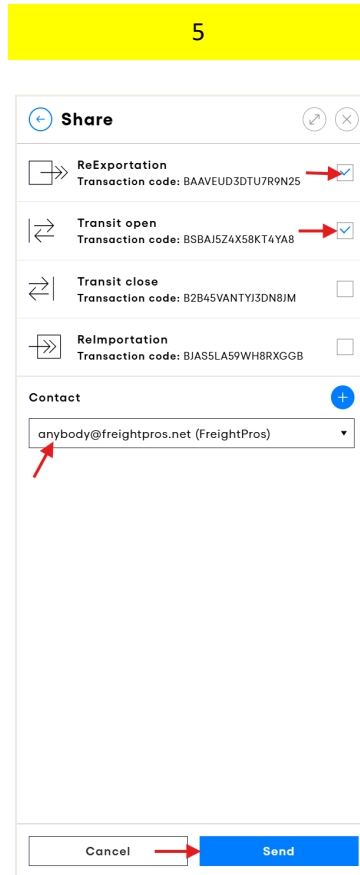 5
Share
ReExportation
Transaction code: BAAVEUD3DTU7R9N25
Transit open
Transaction code: BSBAJ5Z4X58KT4YA8
Transit close
Transaction code: B2B45VANTYJ3DN8JM
ReImportation
Transaction code: BJAS5LA59WH8RXGGB
Contact
anybody@freightpros.net (FreightPros)
Cancel Send